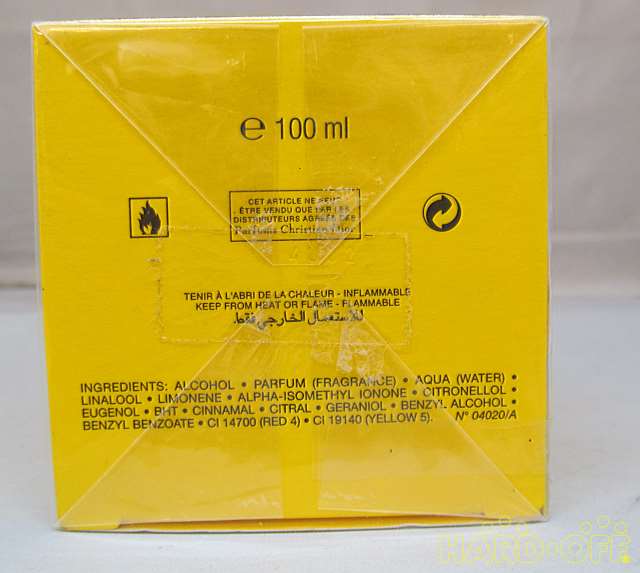 ℮ 100 ml
CET ARTICLE NE PEUT
ÊTRE VENDU QUE PAR LES
DISTRIBUTEURS AGRÉÉS DES
Parfums Christian Dior
TENIR À L'ABRI DE LA CHALEUR - INFLAMMABLE
KEEP FROM HEAT OR FLAME - FLAMMABLE
للاستعمال الخارجي فقط.
INGREDIENTS: ALCOHOL • PARFUM (FRAGRANCE) • AQUA (WATER) •
LINALOOL • LIMONENE • ALPHA-ISOMETHYL IONONE • CITRONELLOL •
EUGENOL • BHT • CINNAMAL • CITRAL • GERANIOL • BENZYL ALCOHOL •
BENZYL BENZOATE • CI 14700 (RED 4) • CI 19140 (YELLOW 5). N° 04020/A
HARD-OFF